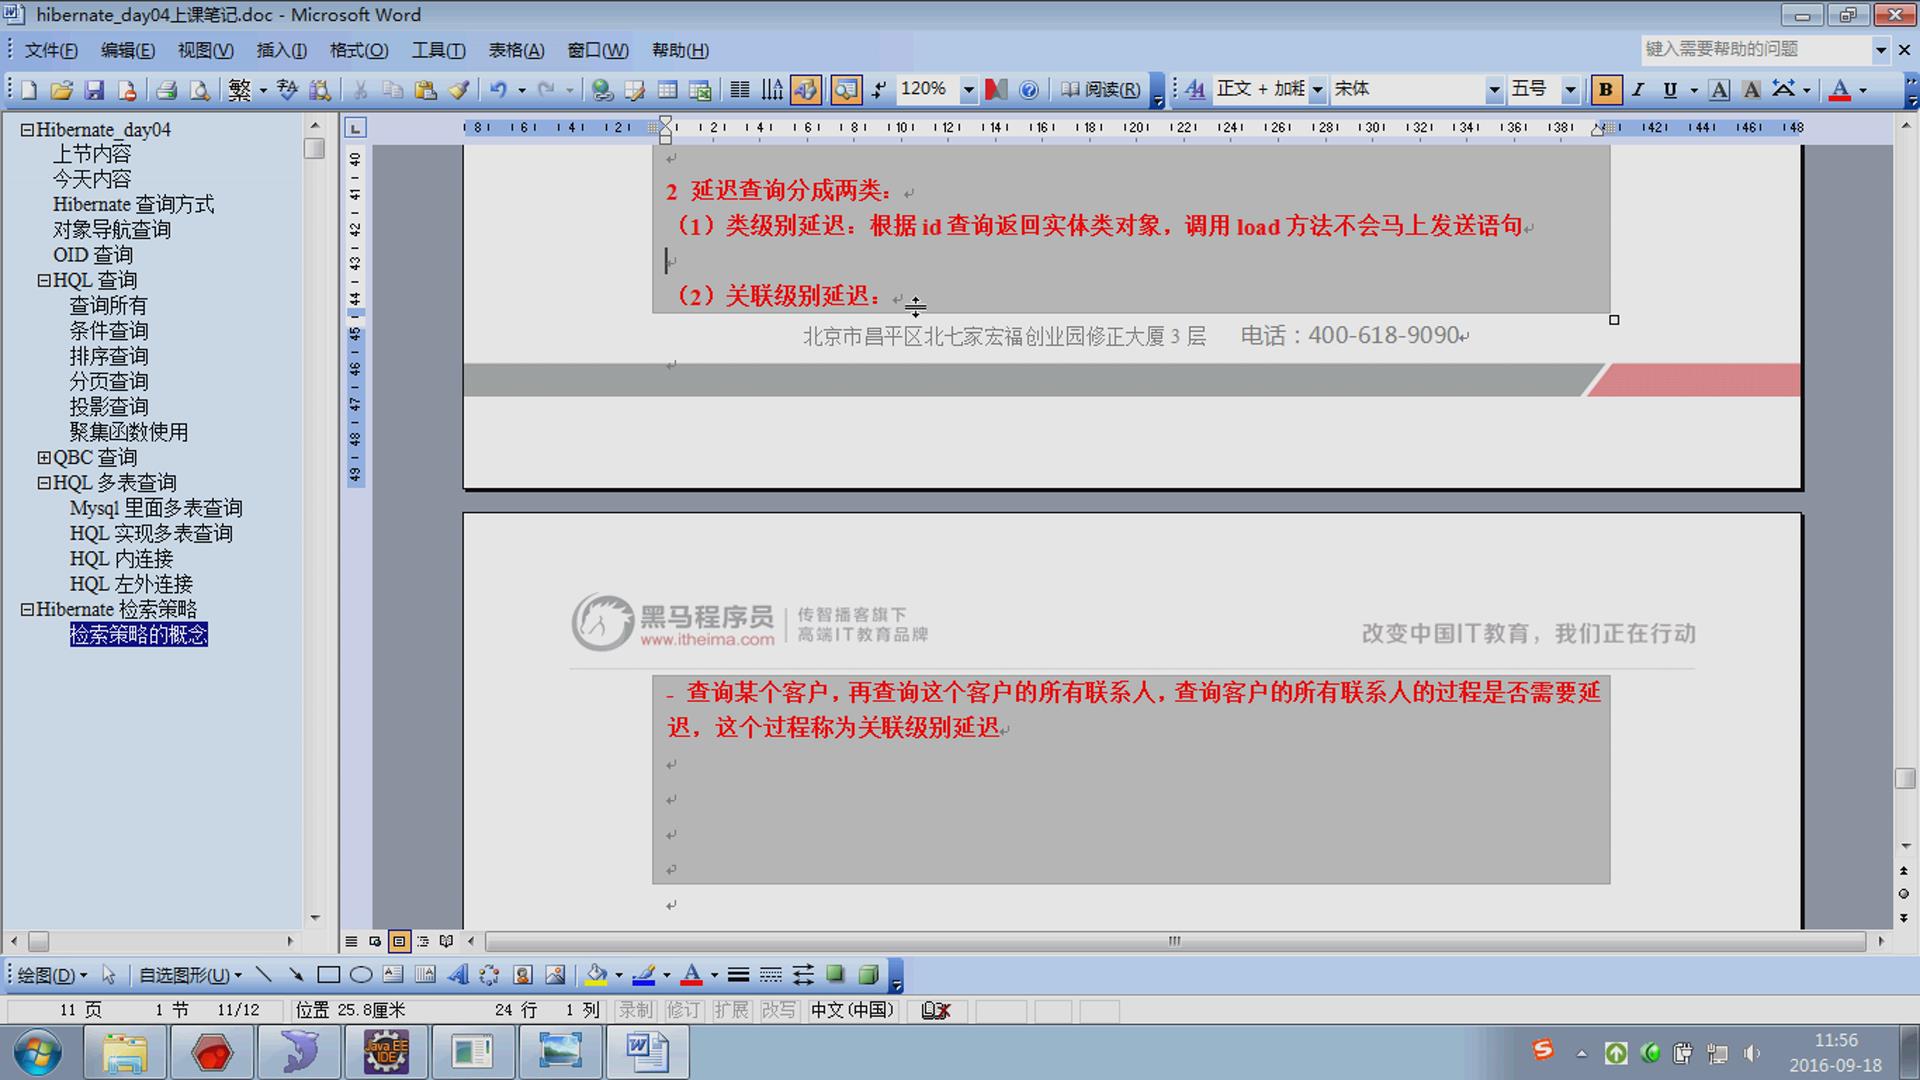 hibernate_day04上课笔记.doc - Microsoft Word
文件(F) 编辑(E) 视图(V) 插入(I) 格式(O) 工具(T) 表格(A) 窗口(W) 帮助(H)
键入需要帮助的问题
繁 120% 阅读(R) 正文 + 加粗 宋体 五号 B I U A A A
Hibernate_day04
上节内容
今天内容
Hibernate 查询方式
对象导航查询
OID 查询
HQL 查询
查询所有
条件查询
排序查询
分页查询
投影查询
聚集函数使用
QBC 查询
HQL 多表查询
Mysql 里面多表查询
HQL 实现多表查询
HQL 内连接
HQL 左外连接
Hibernate 检索策略
检索策略的概念
2 延迟查询分成两类：
（1）类级别延迟：根据 id 查询返回实体类对象，调用 load 方法不会马上发送语句
（2）关联级别延迟：
北京市昌平区北七家宏福创业园修正大厦 3 层 电话：400-618-9090
黑马程序员
www.itheima.com
传智播客旗下
高端IT教育品牌
改变中国IT教育，我们正在行动
- 查询某个客户，再查询这个客户的所有联系人，查询客户的所有联系人的过程是否需要延
迟，这个过程称为关联级别延迟
绘图(D) 自选图形(U)
11 页 1 节 11/12 位置 25.8厘米 24 行 1 列 录制 修订 扩展 改写 中文(中国)
Java EE
IDE
11:56
2016-09-18